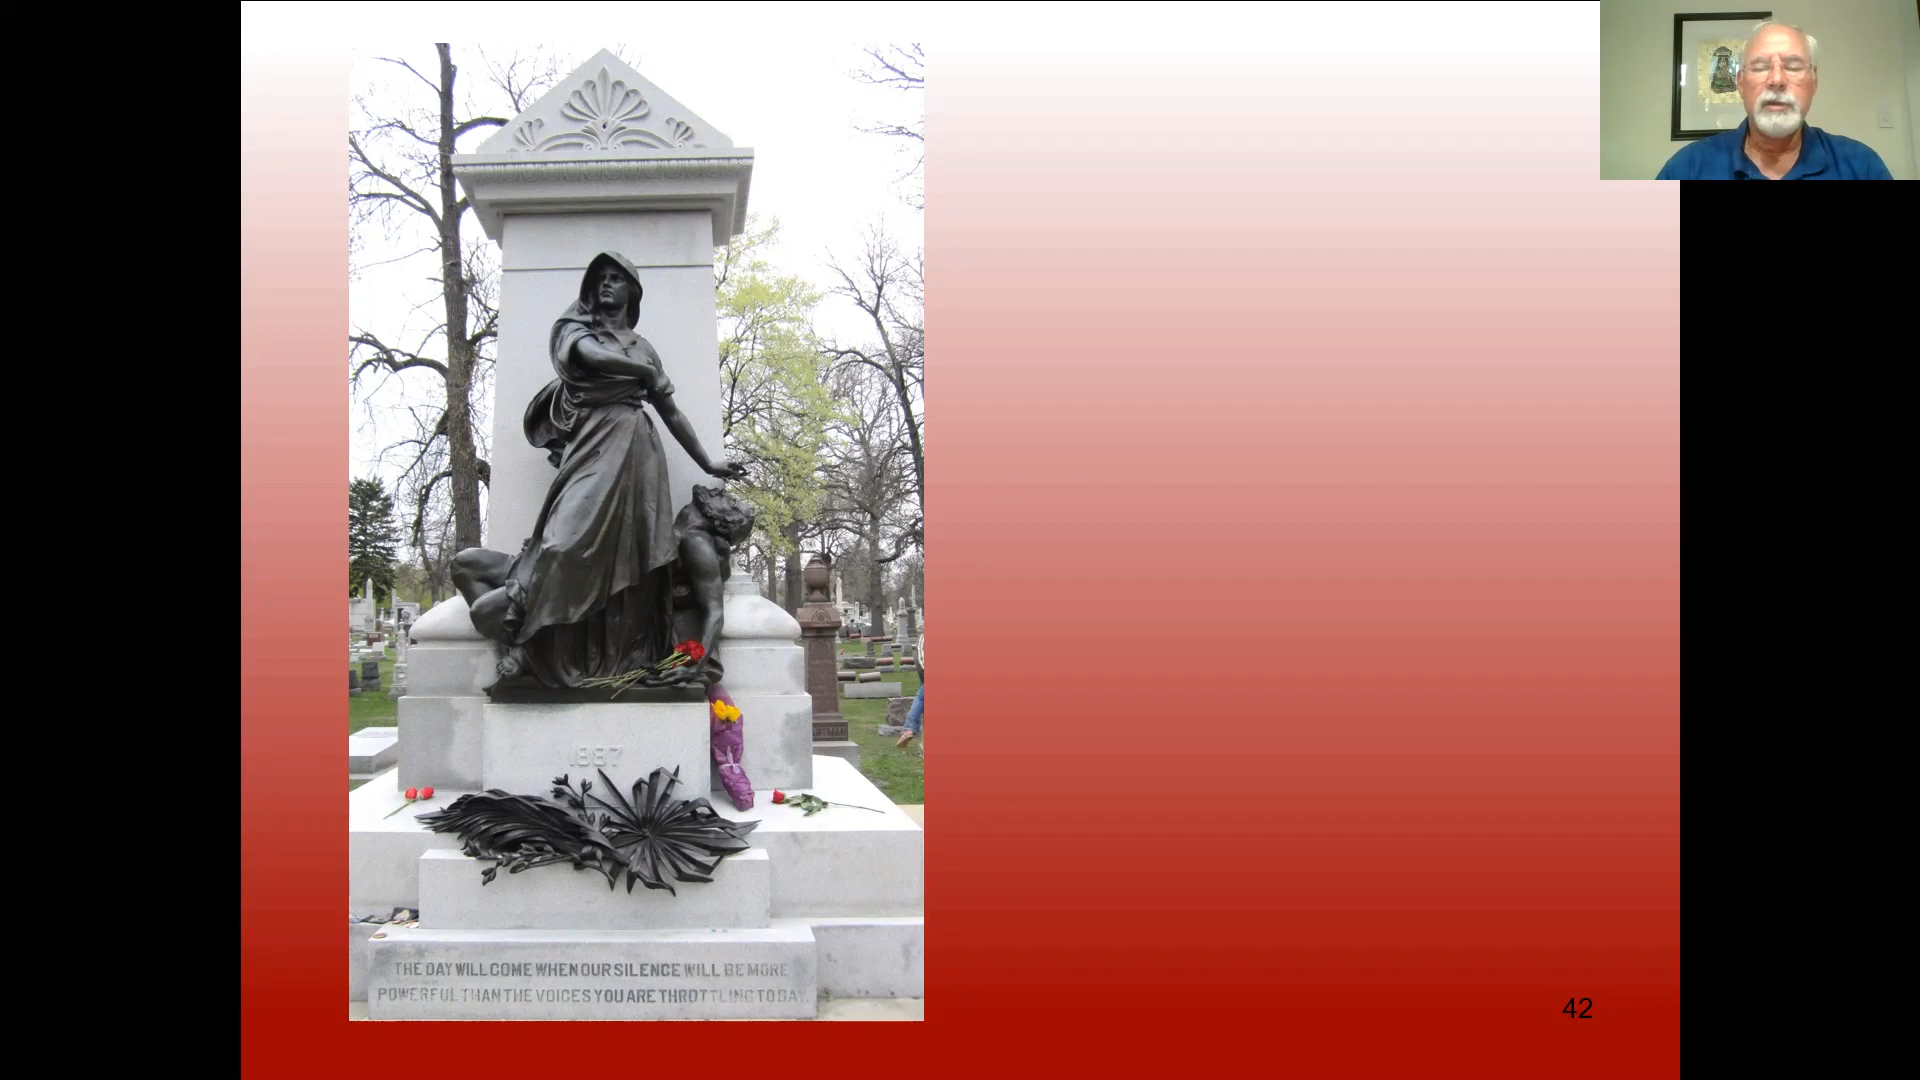 1887
THE DAY WILL COME WHEN OUR SILENCE WILL BE MORE
POWERFUL THAN THE VOICES YOU ARE THROTTLING TODAY.
42